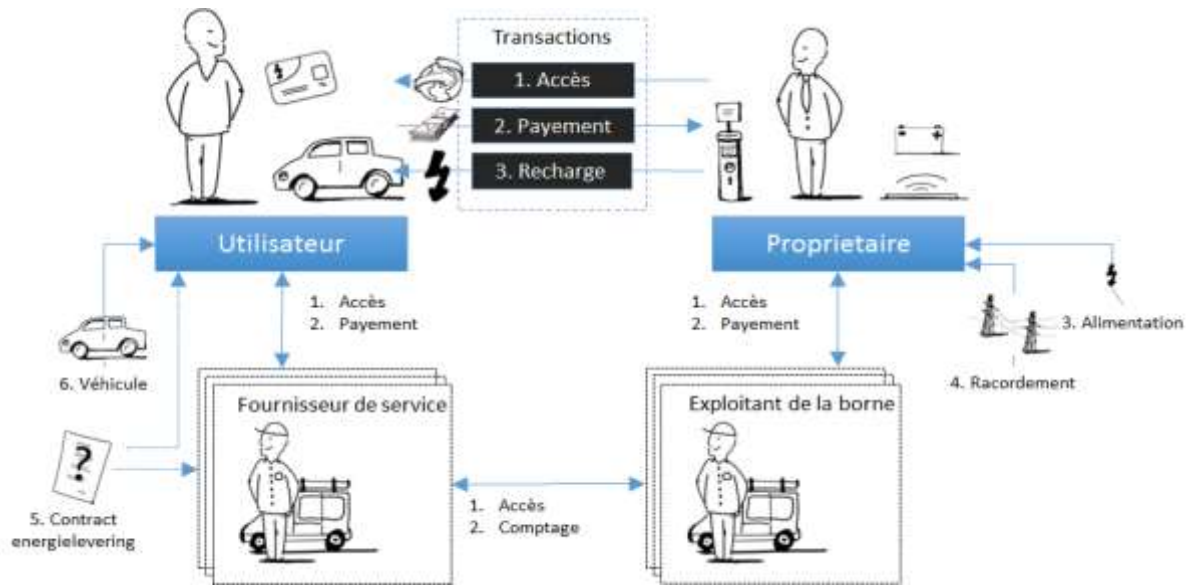 Transactions
1. Accès
2. Payement
3. Recharge
Utilisateur
Proprietaire
1. Accès
2. Payement
1. Accès
2. Payement
3. Alimentation
6. Véhicule
4. Racordement
Fournisseur de service
Exploitant de la borne
?
5. Contract
energielevering
1. Accès
2. Comptage